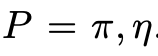 P = π, η.